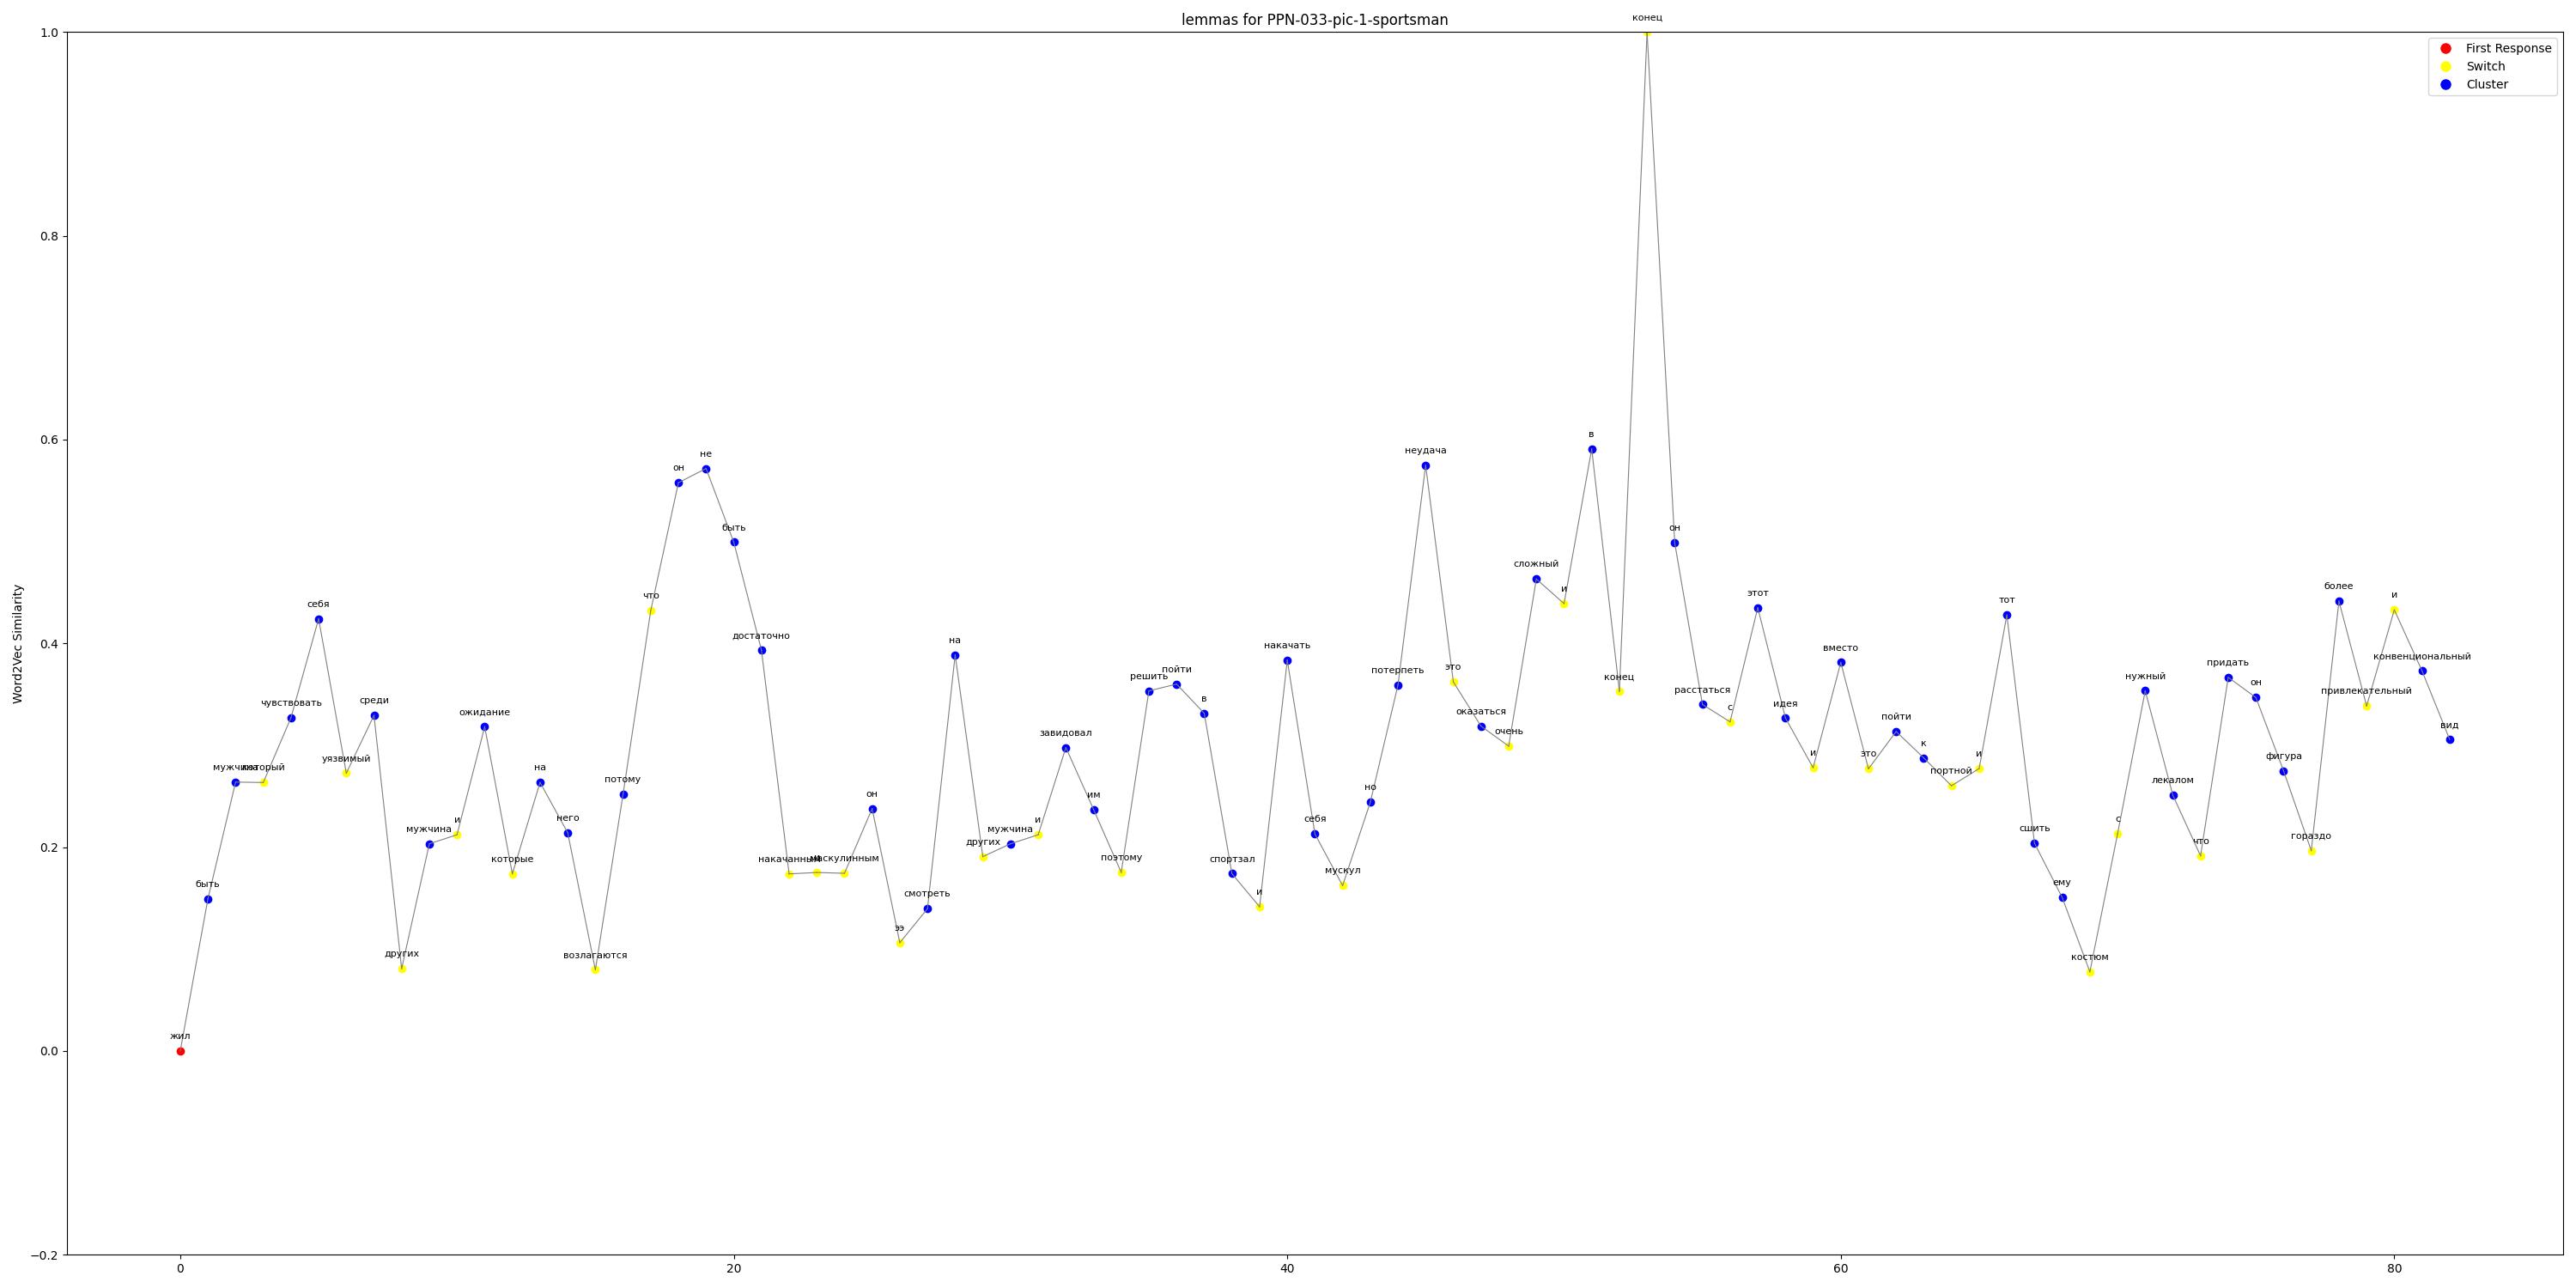 lemmas for PPN-033-pic-1-sportsman
First Response
Switch
Cluster
Word2Vec Similarity
1.0
0.8
0.6
0.4
0.2
0.0
−0.2
0
20
40
60
80
жил
быть
мужчина
который
чувствовать
себя
уязвимый
среди
других
мужчина
и
ожидание
которые
на
него
возлагаются
потому
что
он
не
быть
достаточно
накачанным
маскулинным
он
ээ
смотреть
на
других
мужчина
и
завидовал
им
поэтому
решить
пойти
в
спортзал
и
накачать
себя
мускул
но
потерпеть
неудача
это
оказаться
очень
сложный
и
в
конец
конец
он
расстаться
с
этот
идея
и
вместо
это
пойти
к
портной
и
тот
сшить
ему
костюм
с
нужный
лекалом
что
придать
он
фигура
гораздо
более
привлекательный
и
конвенциональный
вид